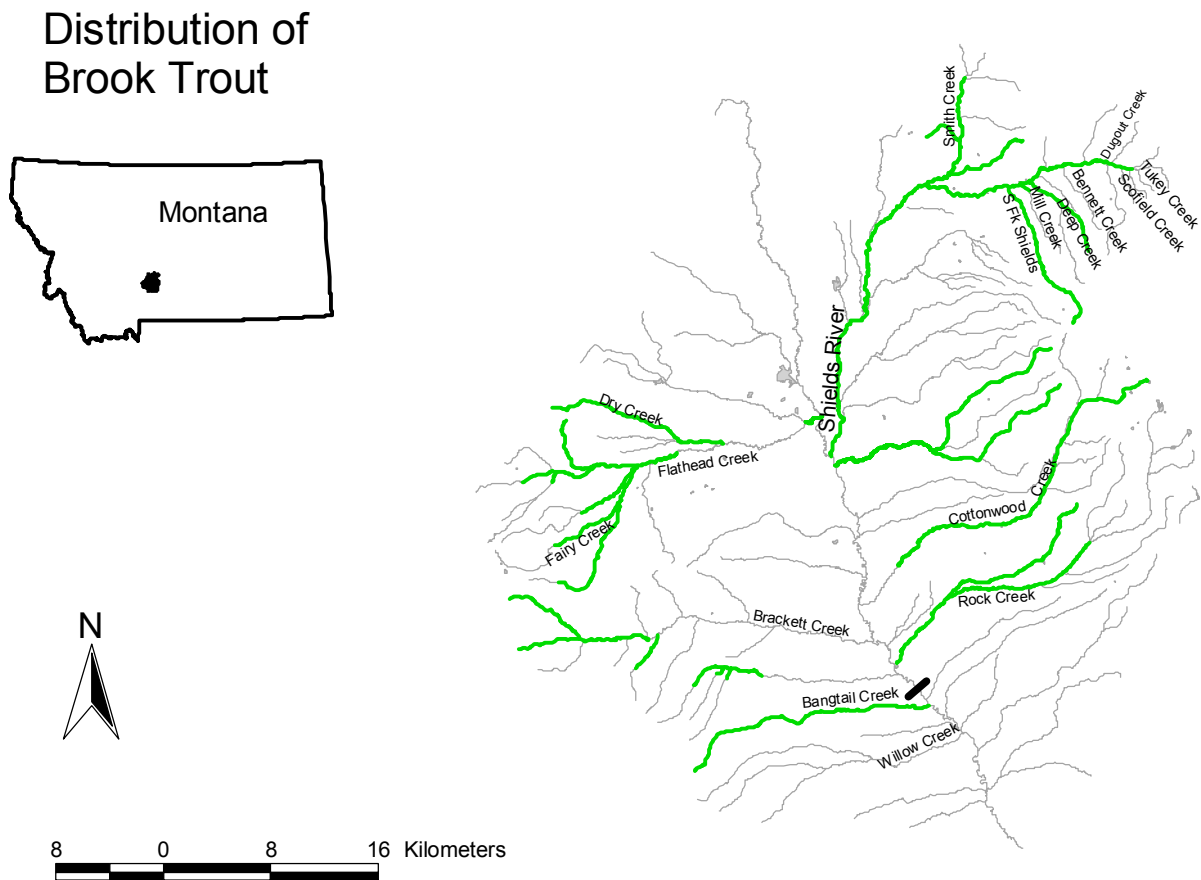 Distribution of
Brook Trout
Montana
Smith Creek
Dugout Creek
Tukey Creek
Scofield Creek
Bennett Creek
Deep Creek
Mill Creek
S Fk Shields
Shields River
Dry Creek
Flathead Creek
Fairy Creek
Cottonwood Creek
Rock Creek
Brackett Creek
Bangtail Creek
Willow Creek
N
8 0 8 16 Kilometers